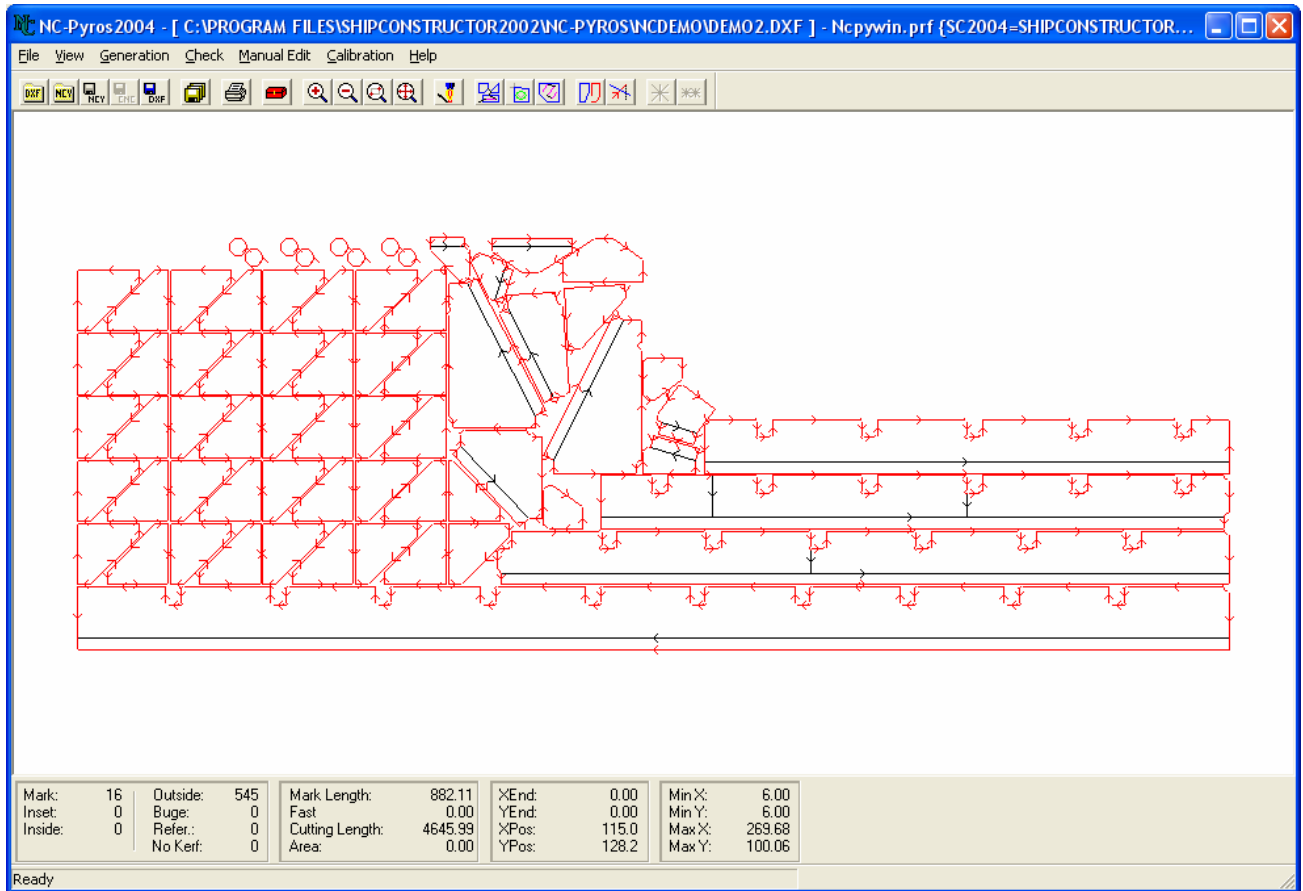 NC-Pyros2004 - [ C:\PROGRAM FILES\SHIPCONSTRUCTOR2002\NC-PYROS\NCDEMO\DEMO2.DXF ] - Ncpywin.prf {SC2004=SHIPCONSTRUCTOR...
File View Generation Check Manual Edit Calibration Help
DXF NCY NCY CNC DXF
Mark: 16 Outside: 545 Mark Length: 882.11 XEnd: 0.00 Min X: 6.00
Inset: 0 Buge: 0 Fast 0.00 YEnd: 0.00 Min Y: 6.00
Inside: 0 Refer.: 0 Cutting Length: 4645.99 XPos: 115.0 Max X: 269.68
No Kerf: 0 Area: 0.00 YPos: 128.2 Max Y: 100.06
Ready